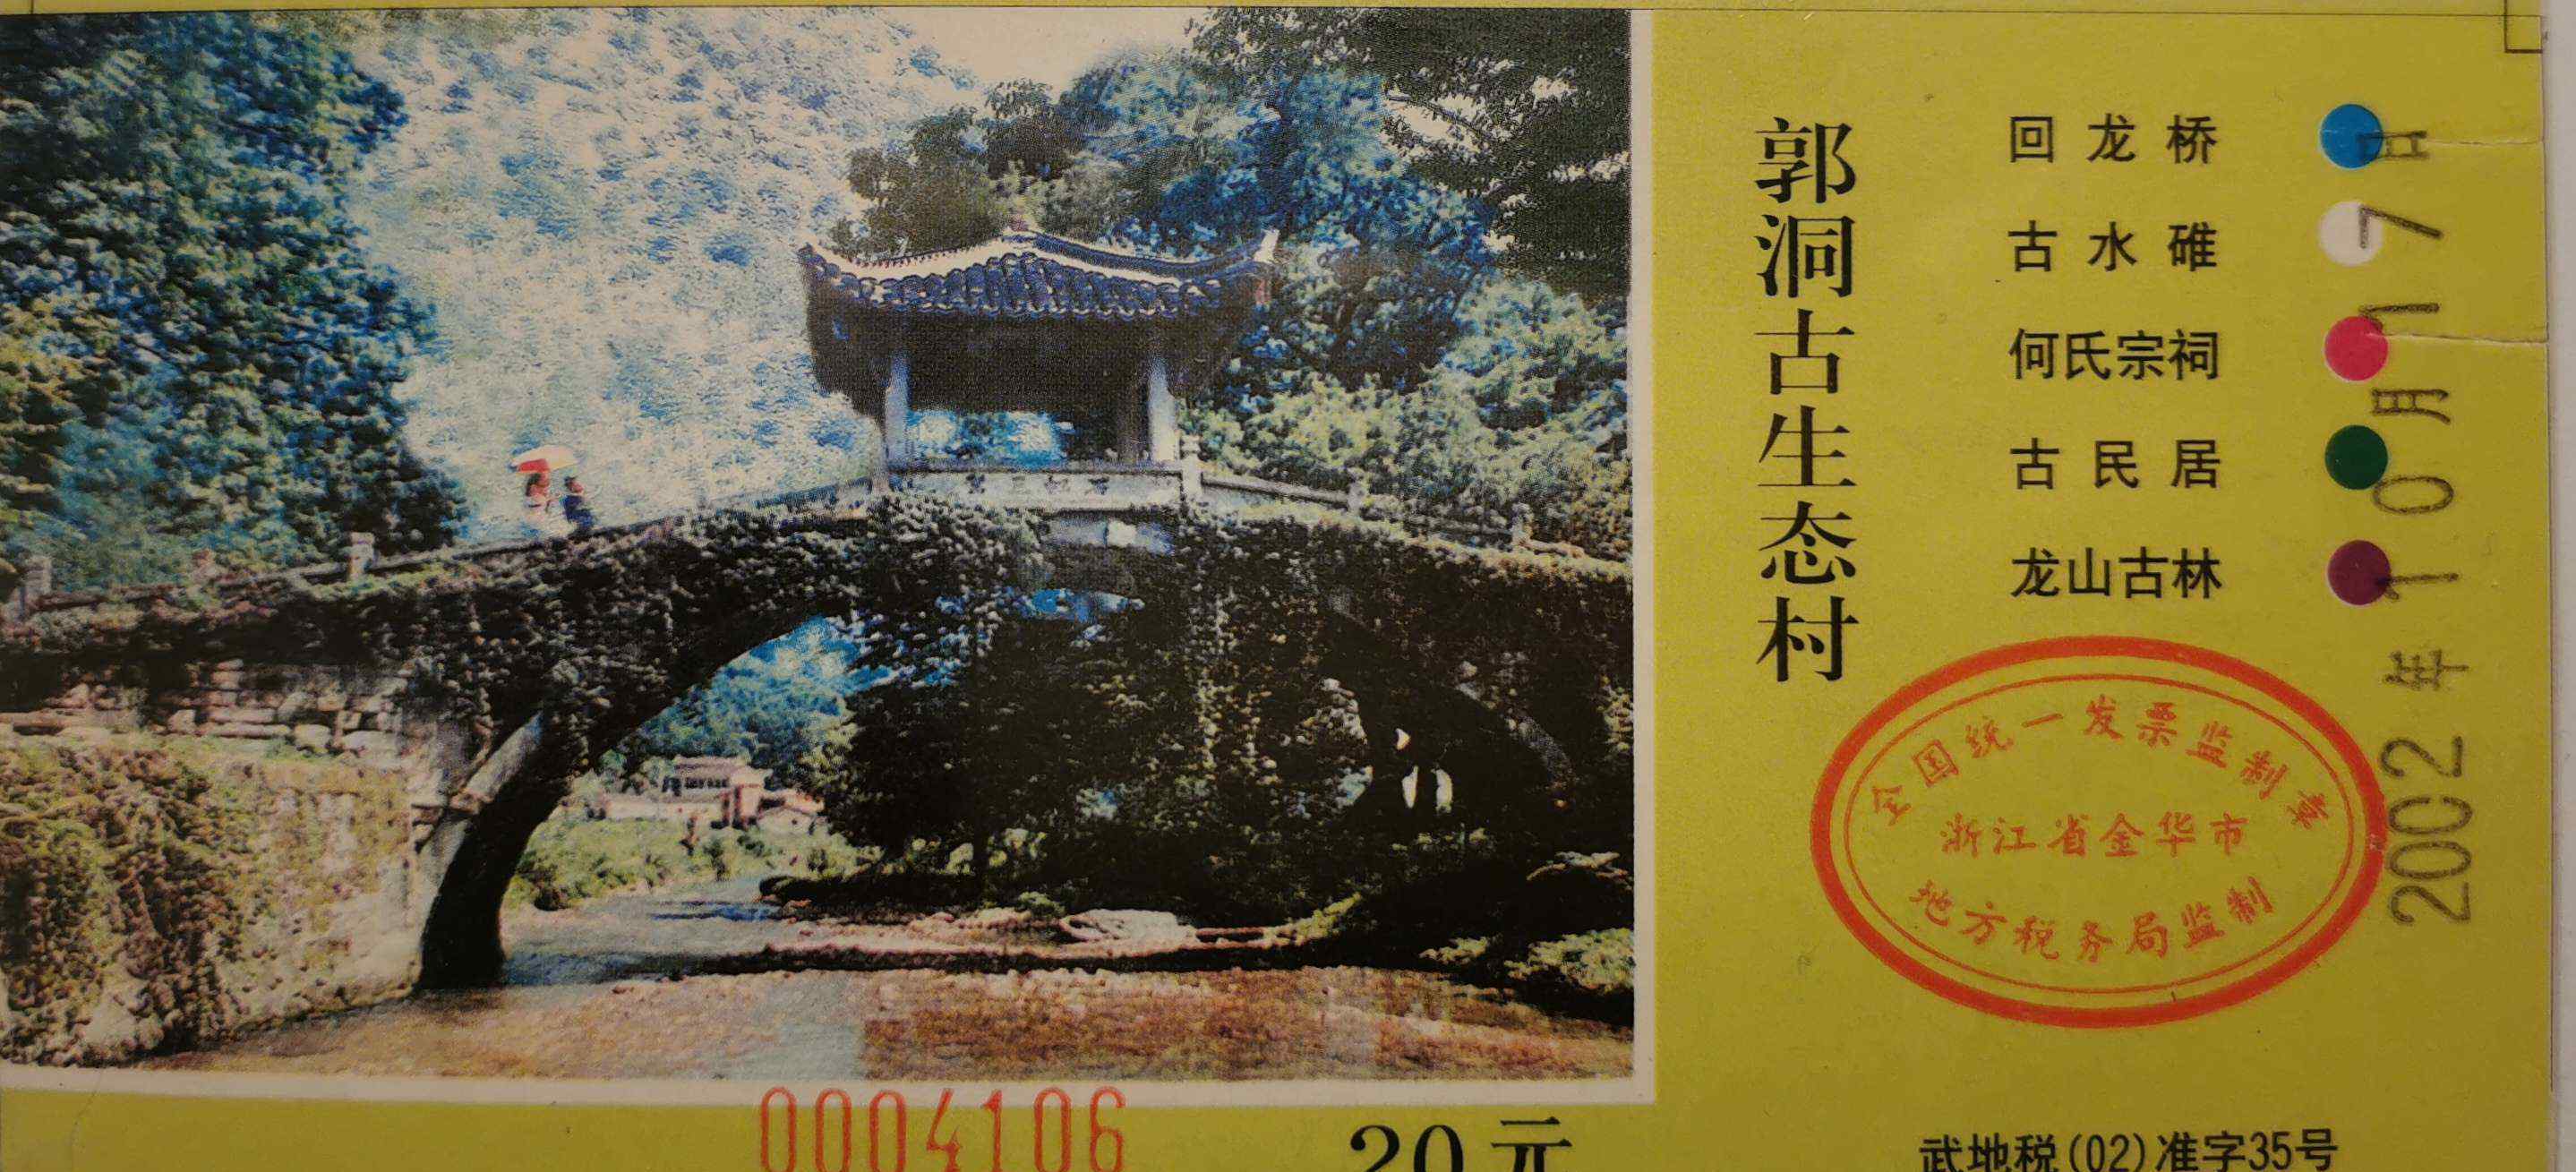 郭洞古生态村
回龙桥
古水碓
何氏宗祠
古民居
龙山古林
全国统一发票监制章
浙江省金华市
地方税务局监制
2002年10月17日
0004106
20元
武地税(02)准字35号